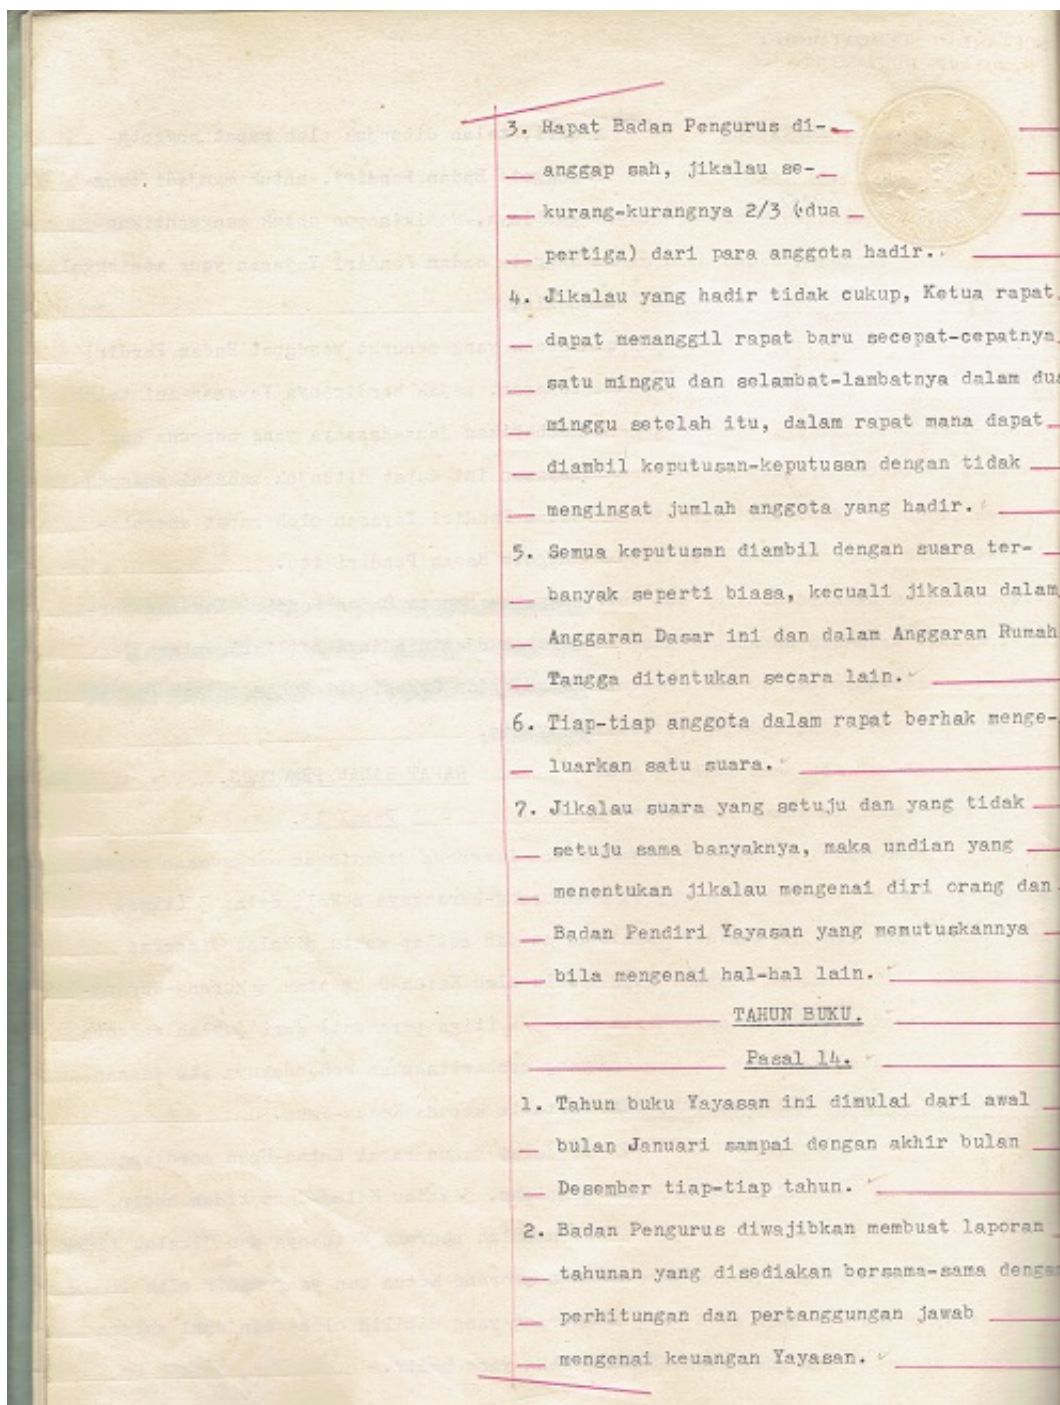 3. Rapat Badan Pengurus di-
anggap sah, jikalau se-
kurang-kurangnya 2/3 (dua
pertiga) dari para anggota hadir.
4. Jikalau yang hadir tidak cukup, Ketua rapat
dapat memanggil rapat baru secepat-cepatnya
satu minggu dan selambat-lambatnya dalam dua
minggu setelah itu, dalam rapat mana dapat
diambil keputusan-keputusan dengan tidak
mengingat jumlah anggota yang hadir.
5. Semua keputusan diambil dengan suara ter-
banyak seperti biasa, kecuali jikalau dalam
Anggaran Dasar ini dan dalam Anggaran Rumah
Tangga ditentukan secara lain.
6. Tiap-tiap anggota dalam rapat berhak menge-
luarkan satu suara.
7. Jikalau suara yang setuju dan yang tidak
setuju sama banyaknya, maka undian yang
menentukan jikalau mengenai diri orang dan
Badan Pendiri Yayasan yang memutuskannya
bila mengenai hal-hal lain.
TAHUN BUKU.
Pasal 14.
1. Tahun buku Yayasan ini dimulai dari awal
bulan Januari sampai dengan akhir bulan
Desember tiap-tiap tahun.
2. Badan Pengurus diwajibkan membuat laporan
tahunan yang disediakan bersama-sama dengan
perhitungan dan pertanggungan jawab
mengenai keuangan Yayasan.